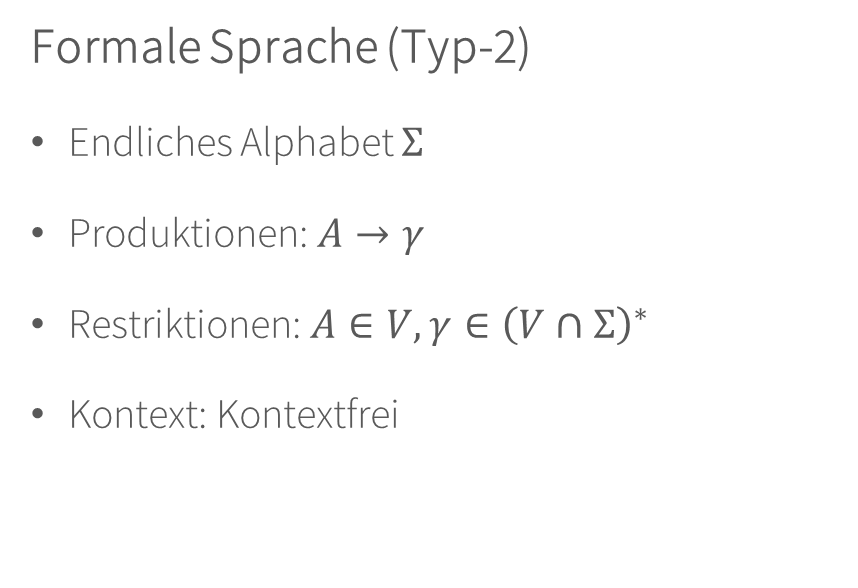 Formale Sprache (Typ-2)
• Endliches Alphabet Σ
• Produktionen: A → γ
• Restriktionen: A ∈ V, γ ∈ (V ∩ Σ)*
• Kontext: Kontextfrei